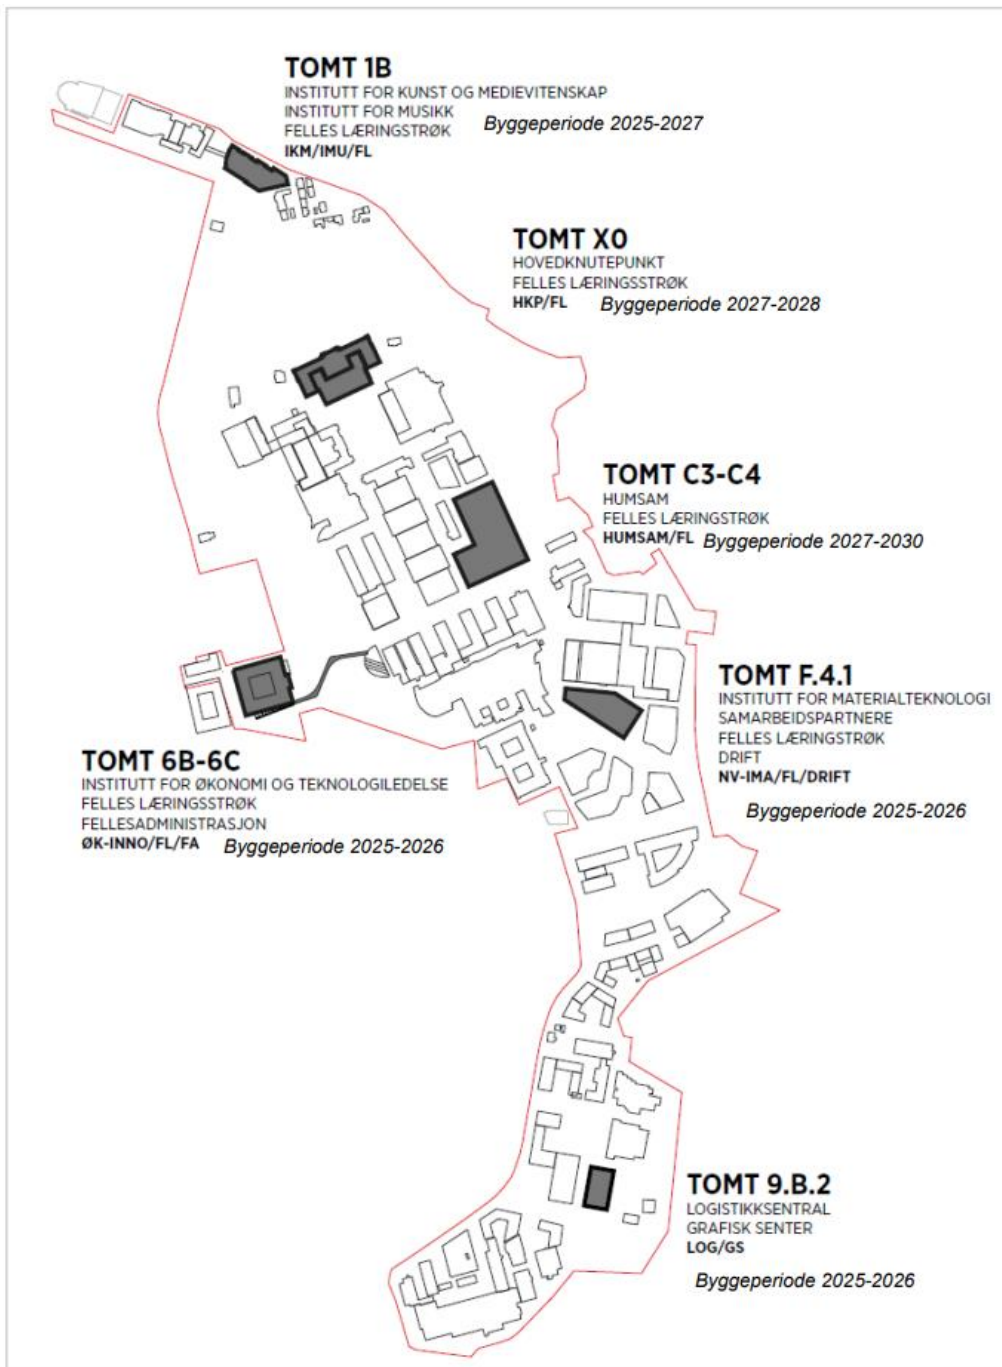 TOMT 1B
INSTITUTT FOR KUNST OG MEDIEVITENSKAP
INSTITUTT FOR MUSIKK
FELLES LÆRINGSTRØK
Byggeperiode 2025-2027
IKM/IMU/FL
TOMT X0
HOVEDKNUTEPUNKT
FELLES LÆRINGSSTRØK
HKP/FL Byggeperiode 2027-2028
TOMT C3-C4
HUMSAM
FELLES LÆRINGSTRØK
HUMSAM/FL Byggeperiode 2027-2030
TOMT F.4.1
INSTITUTT FOR MATERIALTEKNOLOGI
SAMARBEIDSPARTNERE
FELLES LÆRINGSTRØK
DRIFT
NV-IMA/FL/DRIFT
Byggeperiode 2025-2026
TOMT 6B-6C
INSTITUTT FOR ØKONOMI OG TEKNOLOGILEDELSE
FELLES LÆRINGSSTRØK
FELLESADMINISTRASJON
ØK-INNO/FL/FA Byggeperiode 2025-2026
TOMT 9.B.2
LOGISTIKKSENTRAL
GRAFISK SENTER
LOG/GS
Byggeperiode 2025-2026